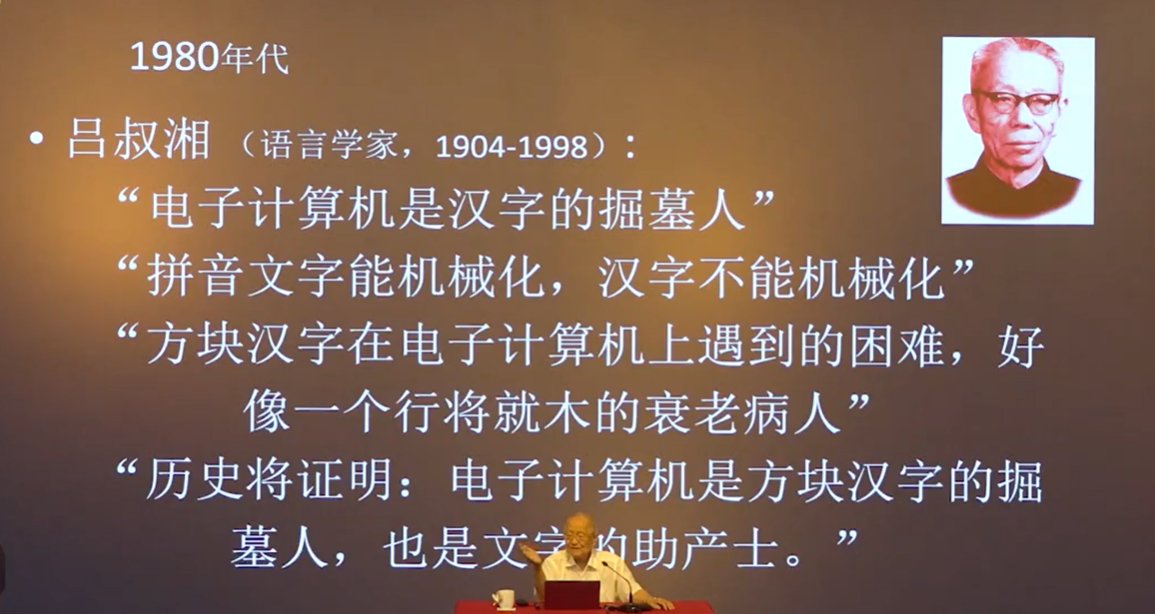 1980年代
• 吕叔湘 （语言学家，1904-1998）：
“电子计算机是汉字的掘墓人”
“拼音文字能机械化，汉字不能机械化”
“方块汉字在电子计算机上遇到的困难，好
像一个行将就木的衰老病人”
“历史将证明：电子计算机是方块汉字的掘
墓人，也是文字的助产士。”